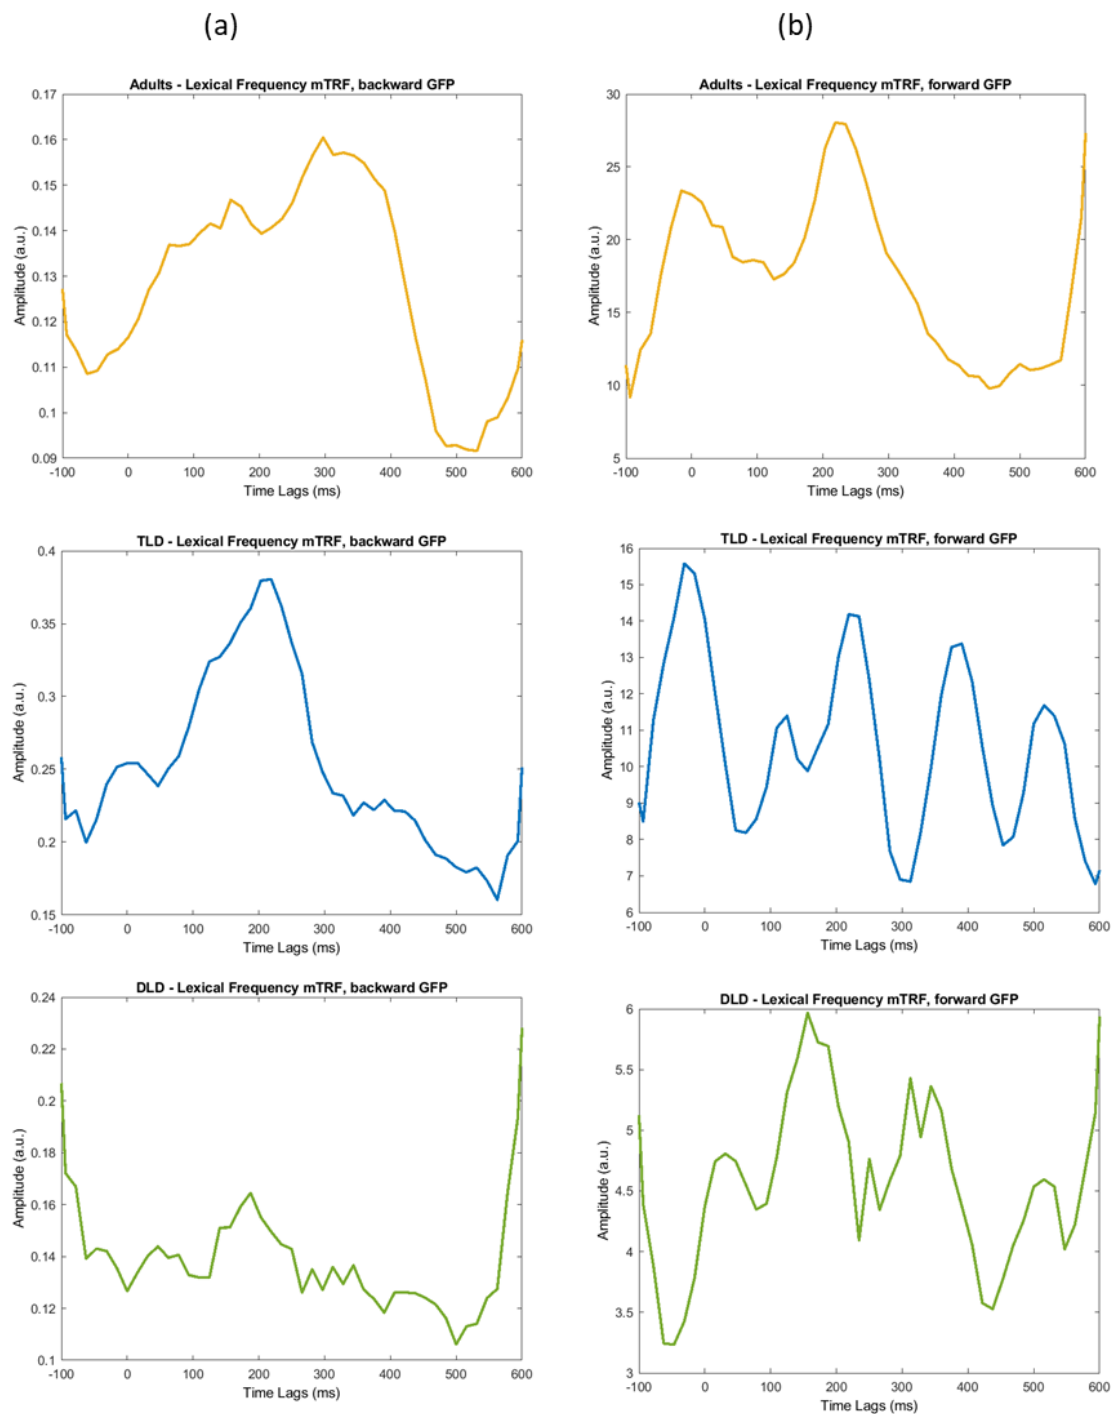 (a)
(b)
Adults - Lexical Frequency mTRF, backward GFP
0.17
0.16
0.15
0.14
0.13
0.12
0.11
0.1
0.09
Amplitude (a.u.)
-100 0 100 200 300 400 500 600
Time Lags (ms)
Adults - Lexical Frequency mTRF, forward GFP
30
25
20
15
10
5
Amplitude (a.u.)
-100 0 100 200 300 400 500 600
Time Lags (ms)
TLD - Lexical Frequency mTRF, backward GFP
0.4
0.35
0.3
0.25
0.2
0.15
Amplitude (a.u.)
-100 0 100 200 300 400 500 600
Time Lags (ms)
TLD - Lexical Frequency mTRF, forward GFP
16
15
14
13
12
11
10
9
8
7
6
Amplitude (a.u.)
-100 0 100 200 300 400 500 600
Time Lags (ms)
DLD - Lexical Frequency mTRF, backward GFP
0.24
0.22
0.2
0.18
0.16
0.14
0.12
0.1
Amplitude (a.u.)
-100 0 100 200 300 400 500 600
Time Lags (ms)
DLD - Lexical Frequency mTRF, forward GFP
6
5.5
5
4.5
4
3.5
3
Amplitude (a.u.)
-100 0 100 200 300 400 500 600
Time Lags (ms)